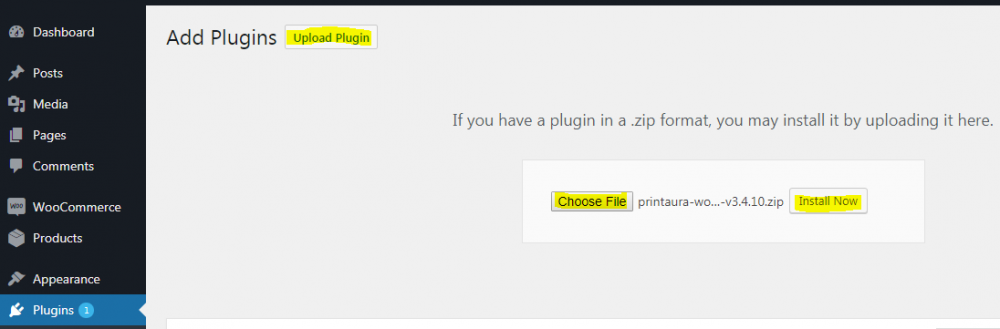 Dashboard
Posts
Media
Pages
Comments
WOO WooCommerce
Products
Appearance
Plugins 1
Add Plugins Upload Plugin
If you have a plugin in a .zip format, you may install it by uploading it here.
Choose File printaura-wo...-v3.4.10.zip Install Now